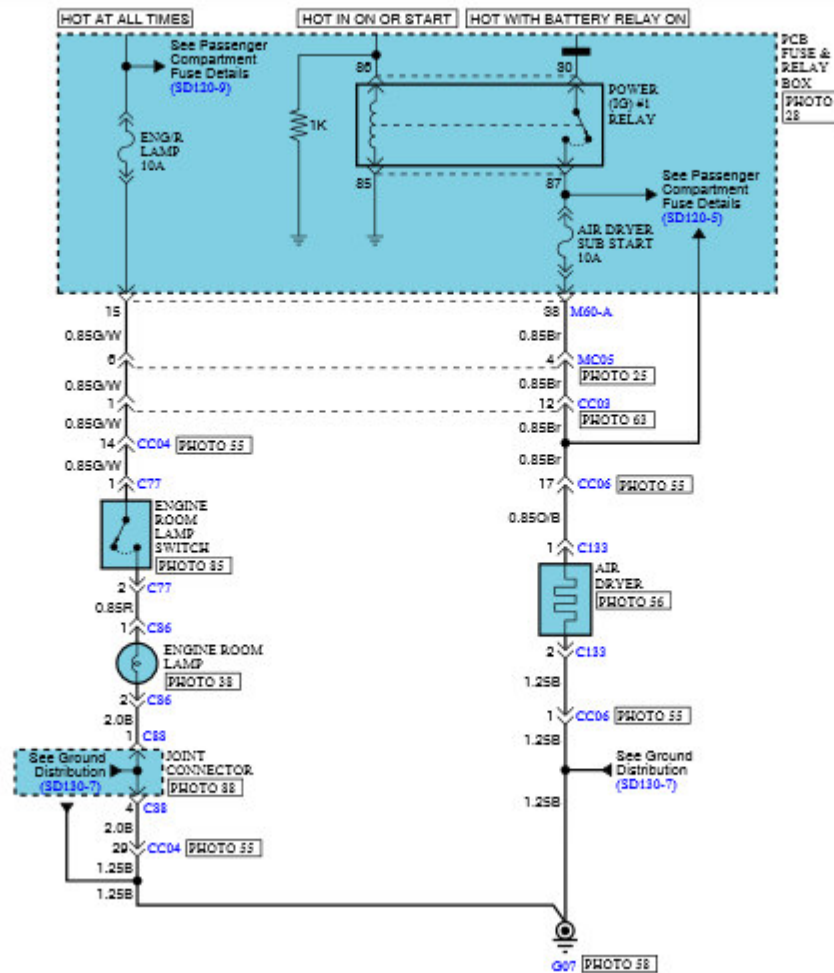 HOT AT ALL TIMES
HOT IN ON OR START
HOT WITH BATTERY RELAY ON
See Passenger
Compartment
Fuse Details
(SD120-9)
ENG/R
LAMP
10A
1K
86
30
85
87
POWER
(IG) #1
RELAY
PCB
FUSE &
RELAY
BOX
PHOTO
28
See Passenger
Compartment
Fuse Details
(SD120-5)
AIR DRYER
SUB START
10A
15
38
M60-A
0.85G/W
0.85Br
6
4
MC05
PHOTO 25
0.85G/W
0.85Br
1
12
CC03
PHOTO 63
0.85G/W
0.85Br
14
CC04
PHOTO 55
0.85G/W
0.85Br
1
C77
17
CC06
PHOTO 55
ENGINE
ROOM
LAMP
SWITCH
PHOTO 85
0.85O/B
1
C133
2
C77
AIR
DRYER
PHOTO 56
0.85R
1
C86
ENGINE ROOM
LAMP
PHOTO 38
2
C133
2
C86
1.25B
2.0B
1
CC06
PHOTO 55
1
C88
1.25B
See Ground
Distribution
(SD130-7)
JOINT
CONNECTOR
PHOTO 88
See Ground
Distribution
(SD130-7)
4
C88
1.25B
2.0B
29
CC04
PHOTO 55
1.25B
1.25B
G07
PHOTO 58